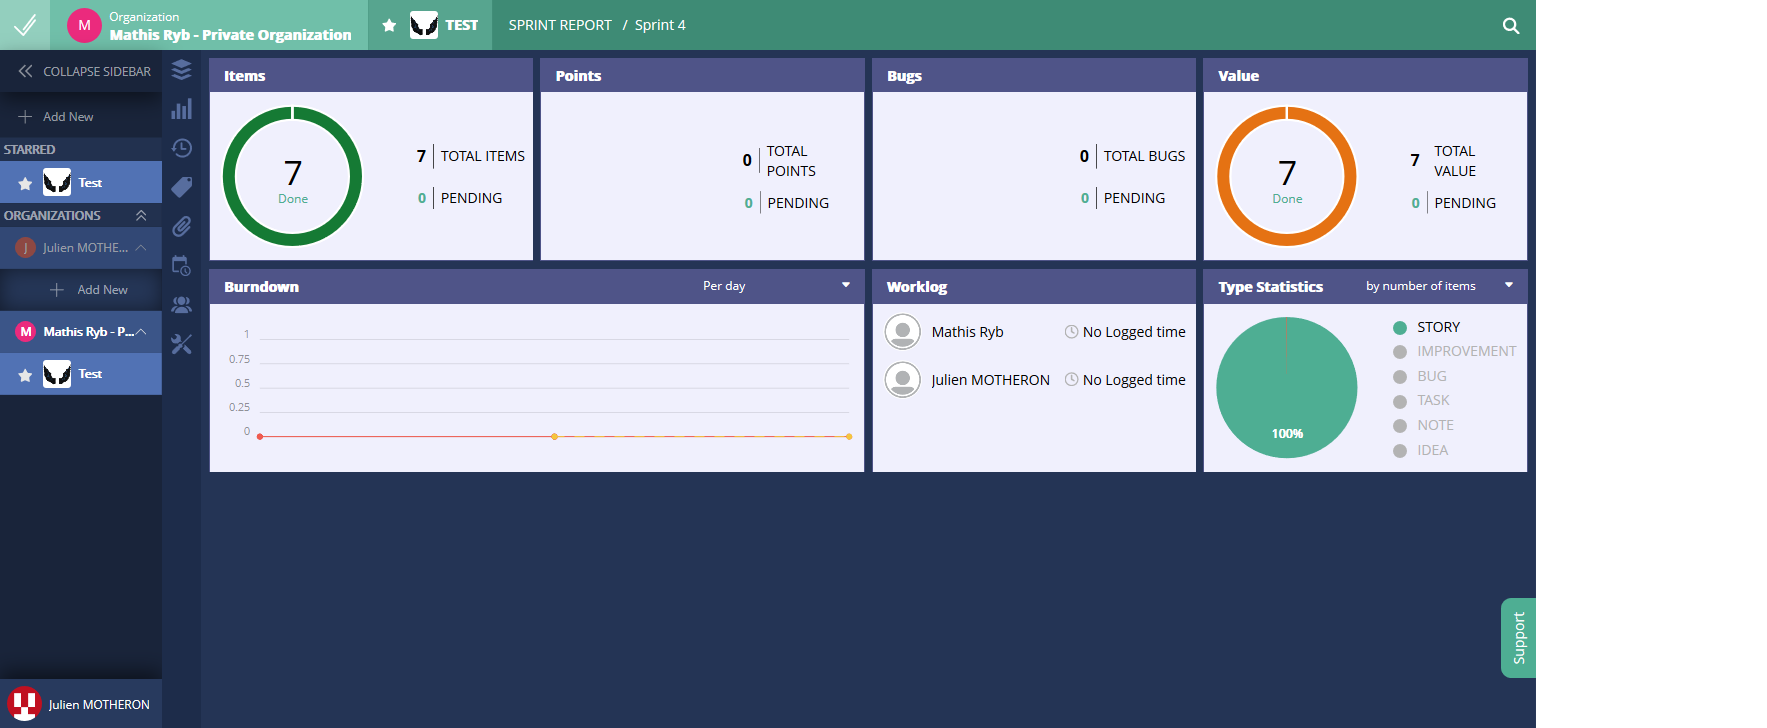 M
Organization
Mathis Ryb - Private Organization
TEST
SPRINT REPORT / Sprint 4
COLLAPSE SIDEBAR
Add New
STARRED
Test
ORGANIZATIONS
J Julien MOTHE...
Add New
M Mathis Ryb - P...
Test
Julien MOTHERON
Items
7
Done
7 TOTAL ITEMS
0 PENDING
Points
0 TOTAL
POINTS
0 PENDING
Bugs
0 TOTAL BUGS
0 PENDING
Value
7
Done
7 TOTAL
VALUE
0 PENDING
Burndown Per day
1
0.75
0.5
0.25
0
Worklog
Mathis Ryb No Logged time
Julien MOTHERON No Logged time
Type Statistics by number of items
100%
STORY
IMPROVEMENT
BUG
TASK
NOTE
IDEA
Support